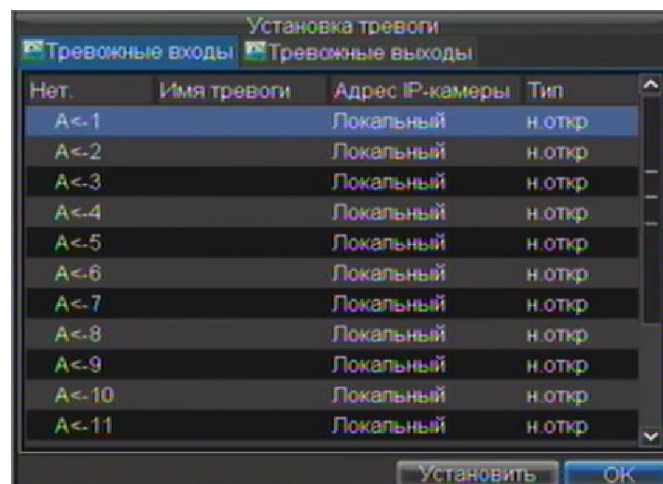 Установка тревоги
Тревожные входы Тревожные выходы
Нет. Имя тревоги Адрес IP-камеры Тип
A<-1 Локальный н.откр
A<-2 Локальный н.откр
A<-3 Локальный н.откр
A<-4 Локальный н.откр
A<-5 Локальный н.откр
A<-6 Локальный н.откр
A<-7 Локальный н.откр
A<-8 Локальный н.откр
A<-9 Локальный н.откр
A<-10 Локальный н.откр
A<-11 Локальный н.откр
Установить OK